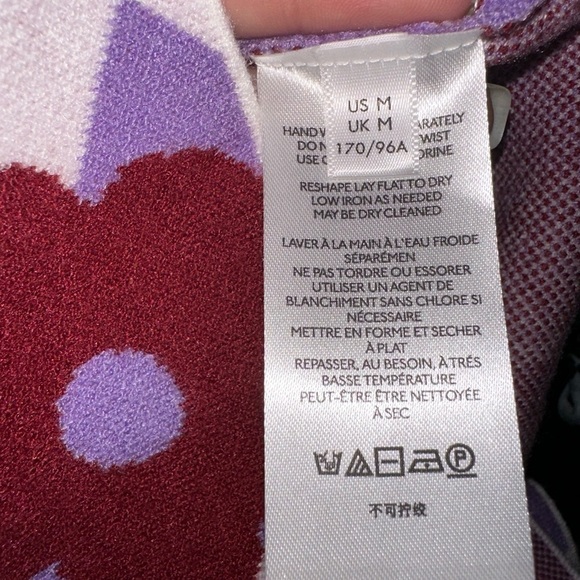 US M
UK M
170/96A
HAND
DO
USE
RESHAPE LAY FLAT TO DRY
LOW IRON AS NEEDED
MAY BE DRY CLEANED
LAVER À LA MAIN À L'EAU FROIDE
SÉPARÉMEN
NE PAS TORDRE OU ESSORER
UTILISER UN AGENT DE
BLANCHIMENT SANS CHLORE SI
NÉCESSAIRE
METTRE EN FORME ET SECHER
À PLAT
REPASSER, AU BESOIN, À TRÉS
BASSE TEMPÉRATURE
PEUT-ÊTRE ÊTRE NETTOYÉE
À SEC
P
不可拧绞